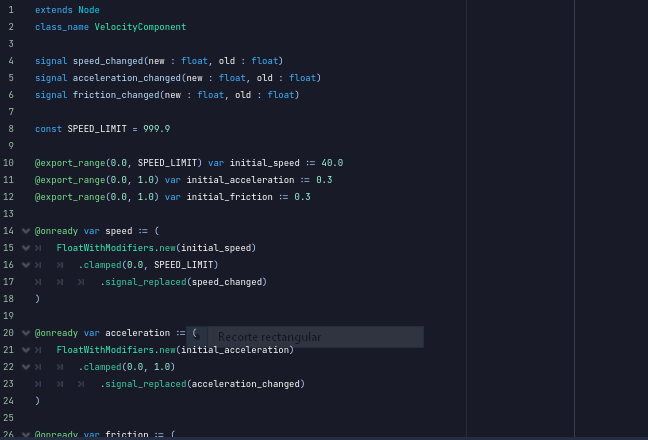 1 extends Node
2 class_name VelocityComponent
3
4 signal speed_changed(new : float, old : float)
5 signal acceleration_changed(new : float, old : float)
6 signal friction_changed(new : float, old : float)
7
8 const SPEED_LIMIT = 999.9
9
10 @export_range(0.0, SPEED_LIMIT) var initial_speed := 40.0
11 @export_range(0.0, 1.0) var initial_acceleration := 0.3
12 @export_range(0.0, 1.0) var initial_friction := 0.3
13
14 @onready var speed := (
15 FloatWithModifiers.new(initial_speed)
16 .clamped(0.0, SPEED_LIMIT)
17 .signal_replaced(speed_changed)
18 )
19
20 @onready var acceleration := (
Recorte rectangular
21 FloatWithModifiers.new(initial_acceleration)
22 .clamped(0.0, 1.0)
23 .signal_replaced(acceleration_changed)
24 )
25
26 @onready var friction := (